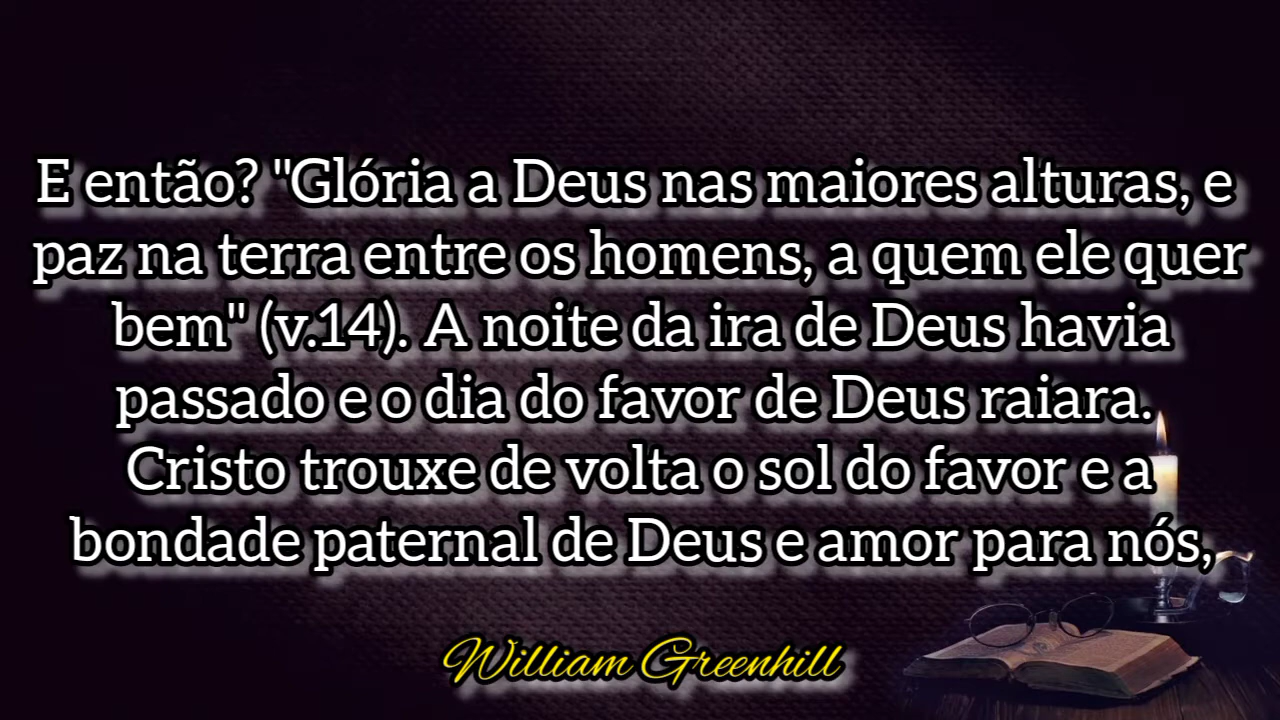 E então? "Glória a Deus nas maiores alturas, e
paz na terra entre os homens, a quem ele quer
bem" (v.14). A noite da ira de Deus havia
passado e o dia do favor de Deus raiara.
Cristo trouxe de volta o sol do favor e a
bondade paternal de Deus e amor para nós,
William Greenhill